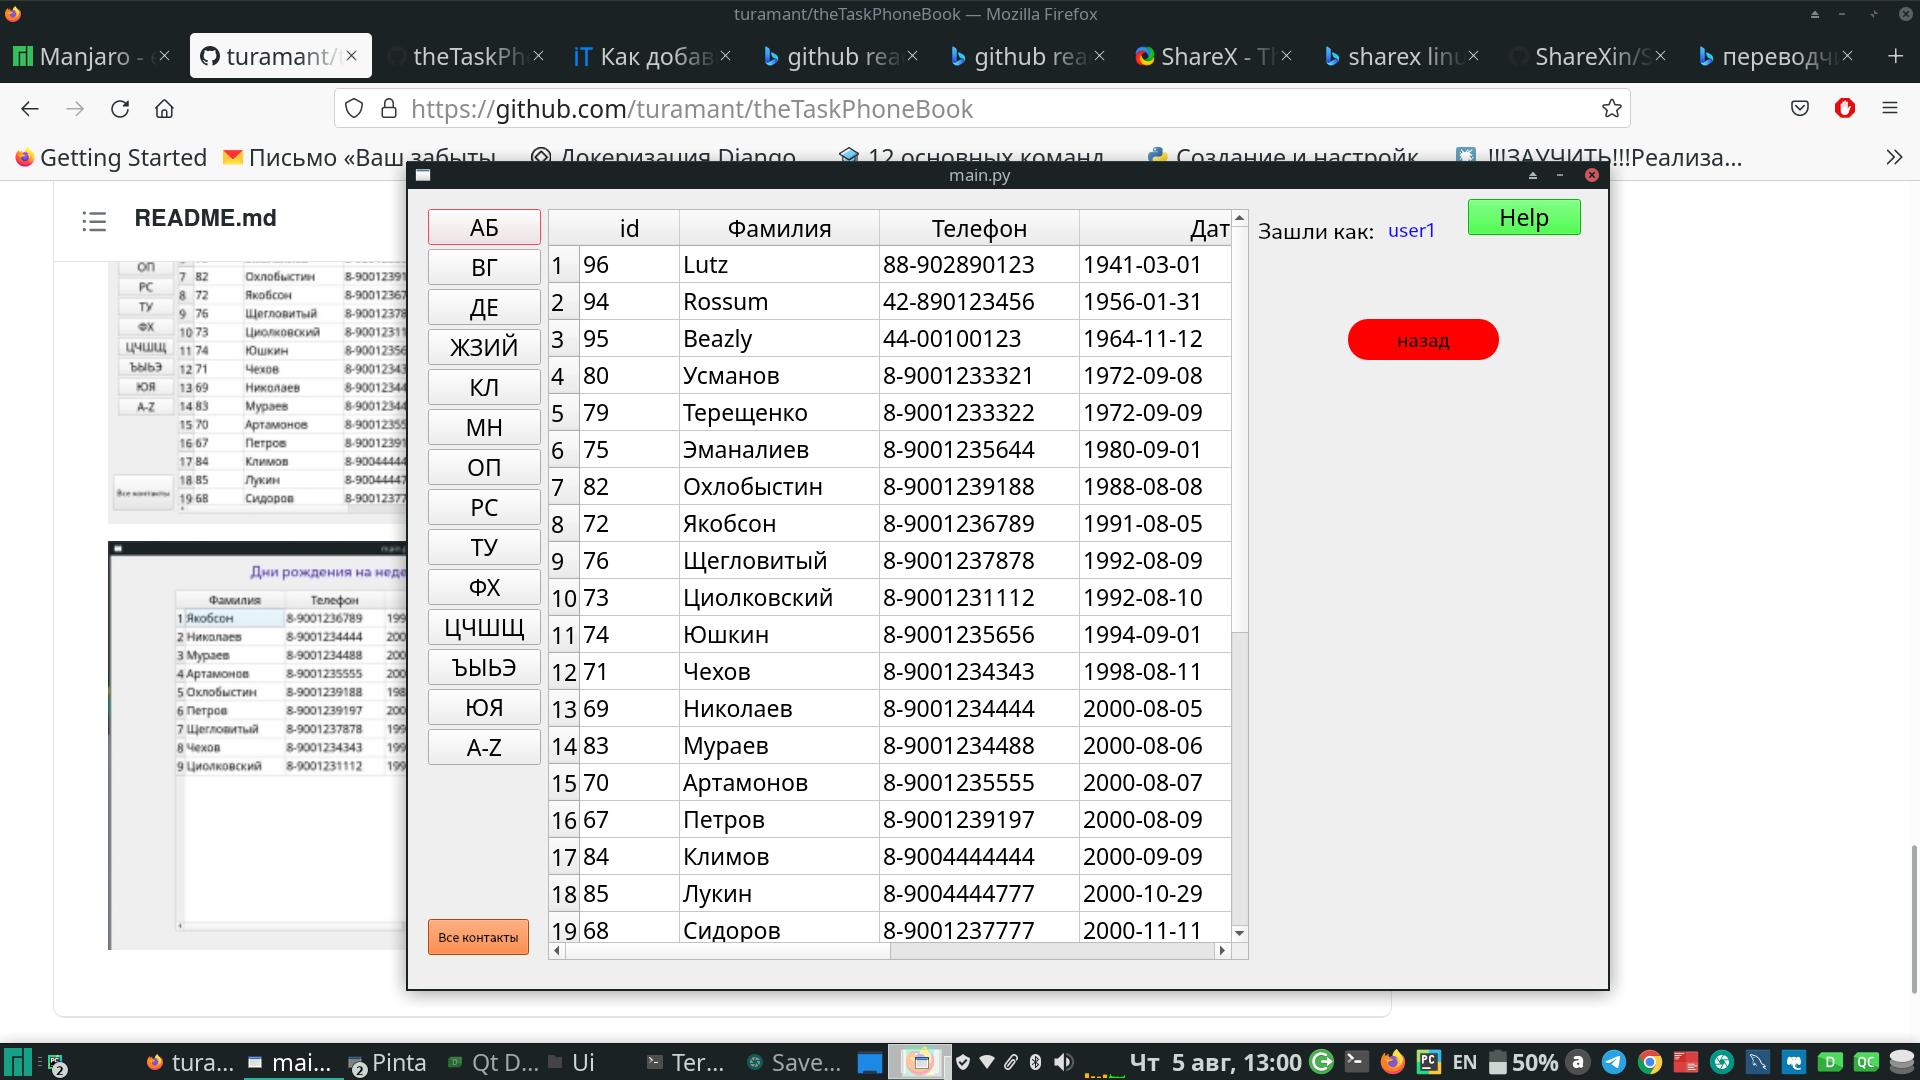 turamant/theTaskPhoneBook — Mozilla Firefox
Manjaro -
turamant/
theTaskPh
Как добав
github rea
github rea
ShareX - Th
sharex linu
ShareXin/S
переводчи
https://github.com/turamant/theTaskPhoneBook
Getting Started
Письмо «Ваш забыты
Докеризация Django
12 основных команд
Создание и настройк
!!!ЗАУЧИТЬ!!!Реализа...
README.md
ОП
РС
ТУ
ФХ
ЦЧШЩ
ЪЫЬЭ
ЮЯ
A-Z
Все контакты
7 82 Охлобыстин 8-90012391
8 72 Якобсон 8-90012367
9 76 Щегловитый 8-90012378
10 73 Циолковский 8-90012311
11 74 Юшкин 8-90012356
12 71 Чехов 8-90012343
13 69 Николаев 8-90012344
14 83 Мураев 8-90012344
15 70 Артамонов 8-90012355
16 67 Петров 8-90012391
17 84 Климов 8-90044444
18 85 Лукин 8-90044447
19 68 Сидоров 8-90012377
Дни рождения на неде
Фамилия Телефон
1 Якобсон 8-9001236789 199
2 Николаев 8-9001234444 200
3 Мураев 8-9001234488 200
4 Артамонов 8-9001235555 200
5 Охлобыстин 8-9001239188 198
6 Петров 8-9001239197 200
7 Щегловитый 8-9001237878 199
8 Чехов 8-9001234343 199
9 Циолковский 8-9001231112 199
main.py
АБ
ВГ
ДЕ
ЖЗИЙ
КЛ
МН
ОП
РС
ТУ
ФХ
ЦЧШЩ
ЪЫЬЭ
ЮЯ
A-Z
Все контакты
id Фамилия Телефон Дат
1 96 Lutz 88-902890123 1941-03-01
2 94 Rossum 42-890123456 1956-01-31
3 95 Beazly 44-00100123 1964-11-12
4 80 Усманов 8-9001233321 1972-09-08
5 79 Терещенко 8-9001233322 1972-09-09
6 75 Эманалиев 8-9001235644 1980-09-01
7 82 Охлобыстин 8-9001239188 1988-08-08
8 72 Якобсон 8-9001236789 1991-08-05
9 76 Щегловитый 8-9001237878 1992-08-09
10 73 Циолковский 8-9001231112 1992-08-10
11 74 Юшкин 8-9001235656 1994-09-01
12 71 Чехов 8-9001234343 1998-08-11
13 69 Николаев 8-9001234444 2000-08-05
14 83 Мураев 8-9001234488 2000-08-06
15 70 Артамонов 8-9001235555 2000-08-07
16 67 Петров 8-9001239197 2000-08-09
17 84 Климов 8-9004444444 2000-09-09
18 85 Лукин 8-9004444777 2000-10-29
19 68 Сидоров 8-9001237777 2000-11-11
Зашли как: user1
Help
назад
2
tura...
mai...
2
Pinta
Qt D...
Ui
Ter...
Save...
Чт 5 авг, 13:00
EN
50%